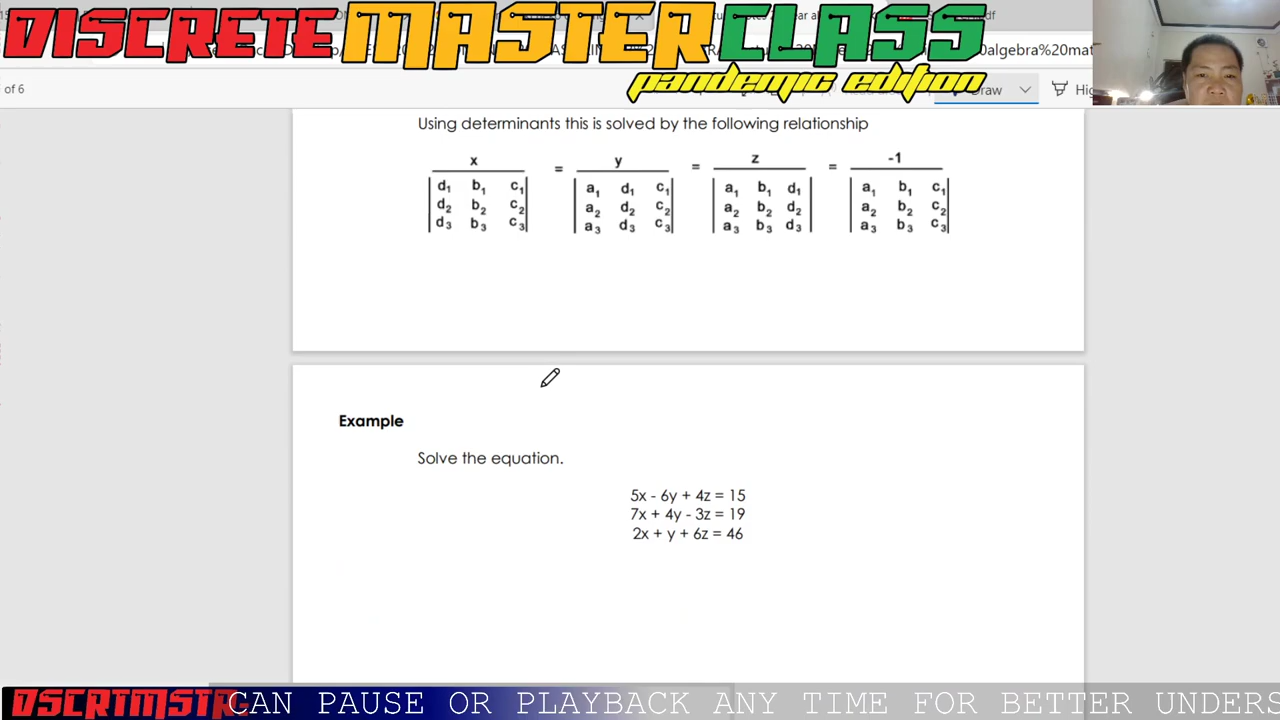 DISCRETE MASTER CLASS
pandemic edition
of 6
Draw
Using determinants this is solved by the following relationship
x = y = z = -1
d₁ b₁ c₁ a₁ d₁ c₁ a₁ b₁ d₁ a₁ b₁ c₁
d₂ b₂ c₂ a₂ d₂ c₂ a₂ b₂ d₂ a₂ b₂ c₂
d₃ b₃ c₃ a₃ d₃ c₃ a₃ b₃ d₃ a₃ b₃ c₃
Example
Solve the equation.
5x - 6y + 4z = 15
7x + 4y - 3z = 19
2x + y + 6z = 46
CAN PAUSE OR PLAYBACK ANY TIME FOR BETTER UNDERS